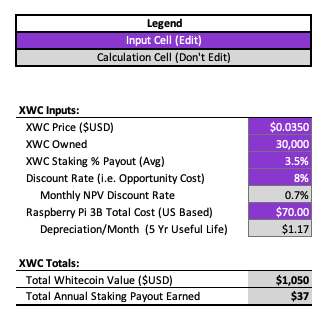 Legend
Input Cell (Edit)
Calculation Cell (Don't Edit)
XWC Inputs:
XWC Price ($USD) $0.0350
XWC Owned 30,000
XWC Staking % Payout (Avg) 3.5%
Discount Rate (i.e. Opportunity Cost) 8%
Monthly NPV Discount Rate 0.7%
Raspberry Pi 3B Total Cost (US Based) $70.00
Depreciation/Month (5 Yr Useful Life) $1.17
XWC Totals:
Total Whitecoin Value ($USD) $1,050
Total Annual Staking Payout Earned $37